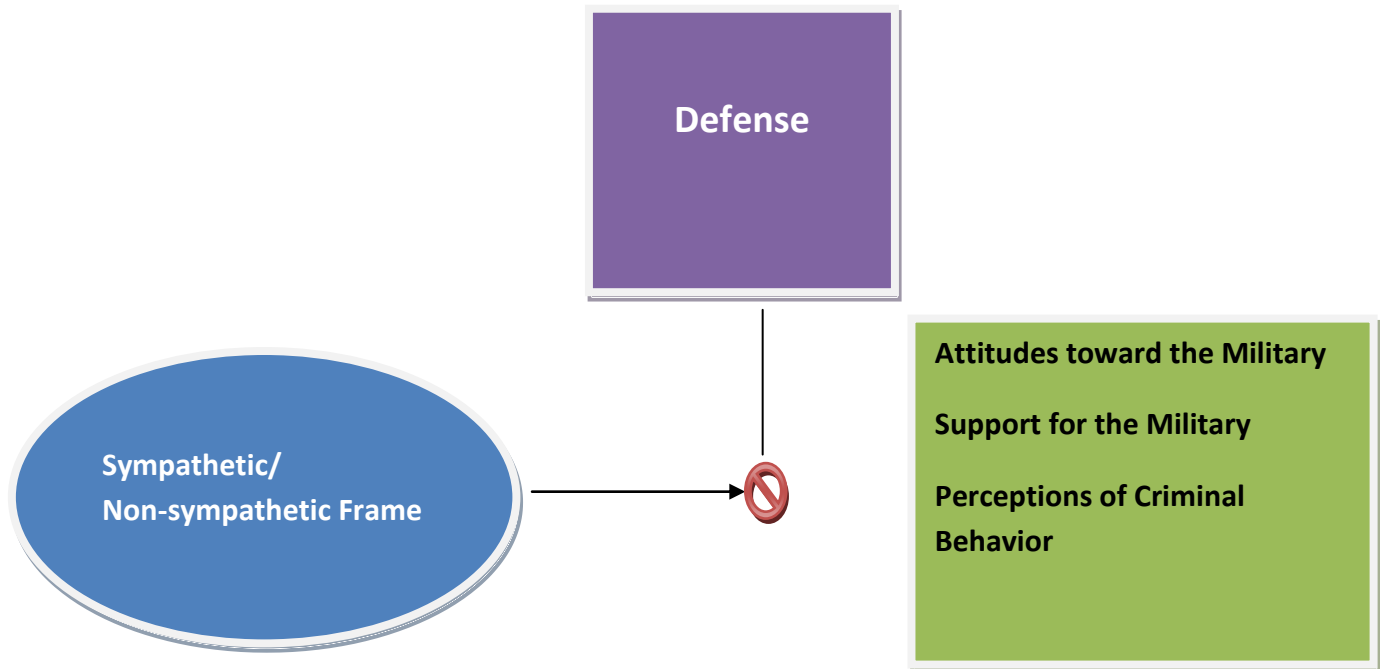 Defense
Sympathetic/
Non-sympathetic Frame
Attitudes toward the Military
Support for the Military
Perceptions of Criminal
Behavior